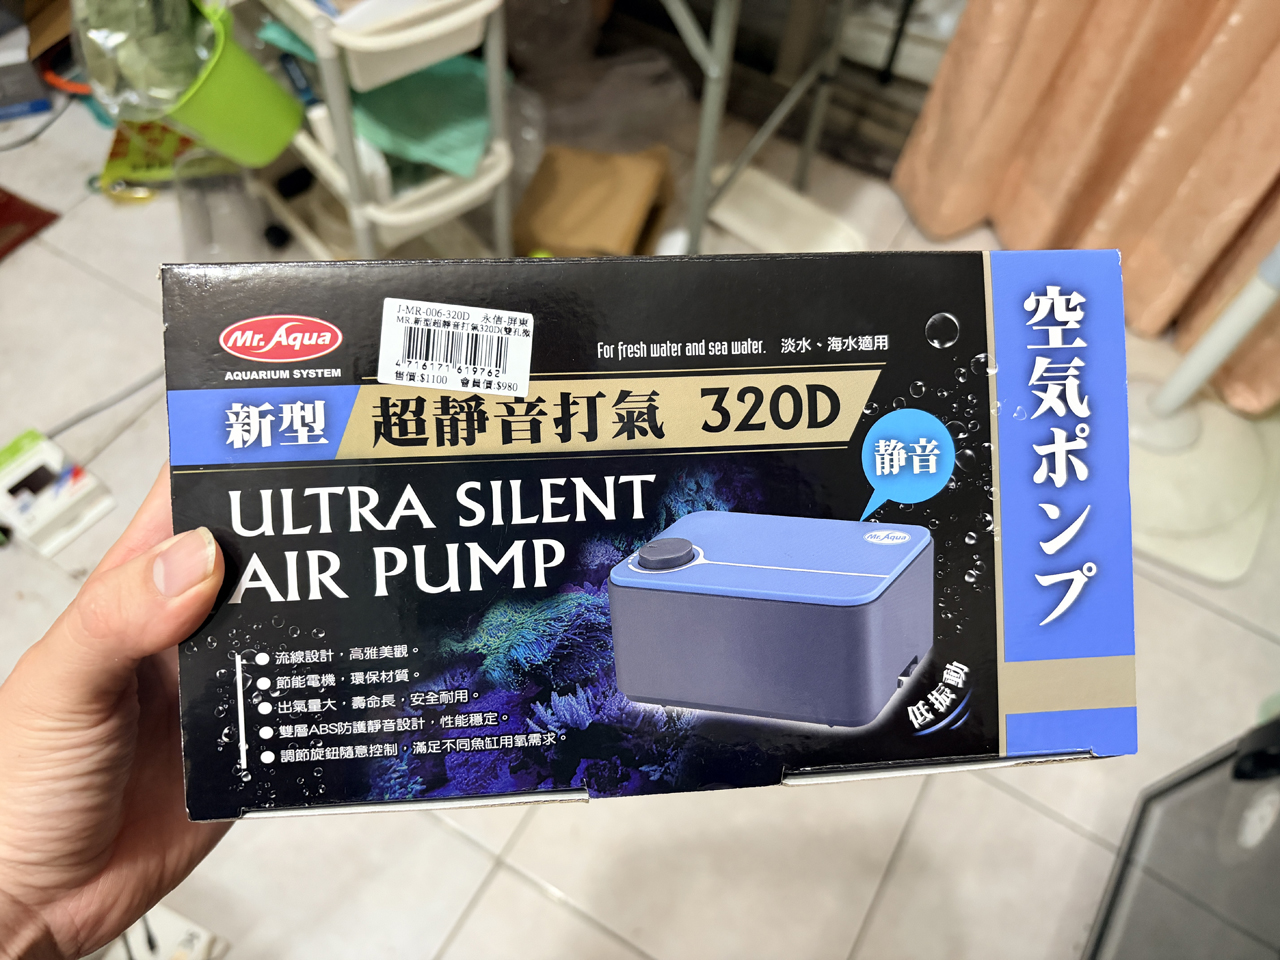 J-MR-006-320D 永信-屏東
MR.新型超靜音打氣320D(雙孔微
4 716171 619762
售價:$1100 會員價:$980
Mr. Aqua
AQUARIUM SYSTEM
For fresh water and sea water. 淡水、海水適用
新型 超靜音打氣 320D
静音
ULTRA SILENT
AIR PUMP
Mr. Aqua
流線設計，高雅美觀。
節能電機，環保材質。
出氣量大，壽命長，安全耐用。
雙層ABS防護靜音設計，性能穩定。
調節旋鈕隨意控制，滿足不同魚缸用氧需求。
低振動
空気ポンプ